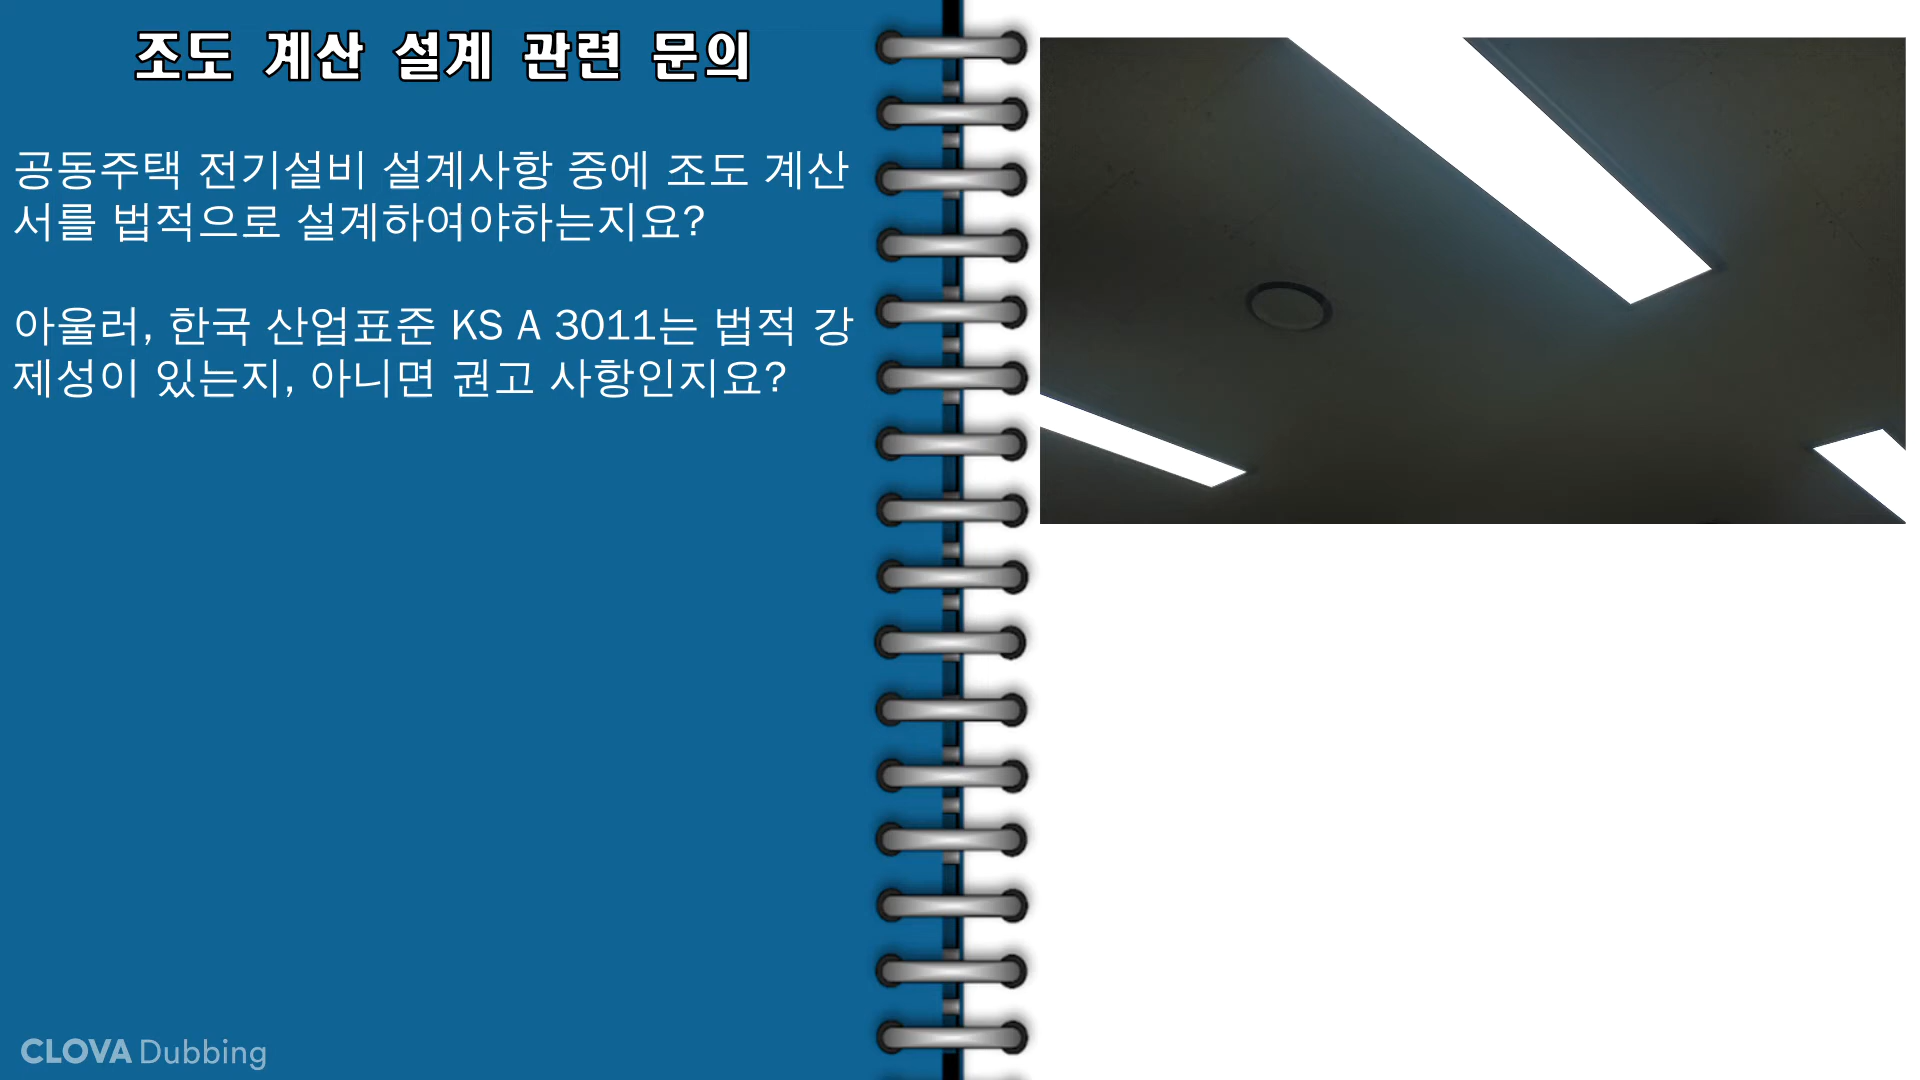 조도 계산 설계 관련 문의
공동주택 전기설비 설계사항 중에 조도 계산
서를 법적으로 설계하여야하는지요?
아울러, 한국 산업표준 KS A 3011는 법적 강
제성이 있는지, 아니면 권고 사항인지요?
CLOVA Dubbing